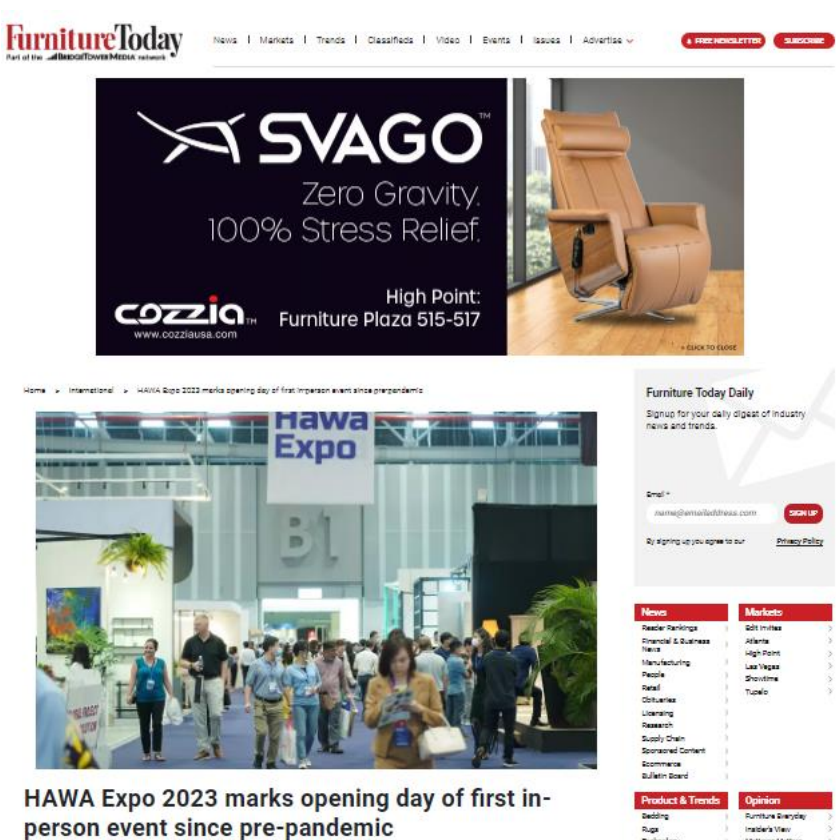 FurnitureToday
Part of the BRIDGETOWER MEDIA network
News | Markets | Trends | Classifieds | Video | Events | Issues | Advertise
FREE NEWSLETTER
SUBSCRIBE
SVAGO™
Zero Gravity.
100% Stress Relief.
cozzia™
www.cozziausa.com
High Point:
Furniture Plaza 515-517
× CLICK TO CLOSE
Home > International > HAWA Expo 2023 marks opening day of first in-person event since pre-pandemic
Hawa
Expo
B1
HAWA Expo 2023 marks opening day of first in-
person event since pre-pandemic
Furniture Today Daily
Signup for your daily digest of industry
news and trends.
Email *
name@emailaddress.com
SIGN UP
By signing up you agree to our
Privacy Policy
News
Reader Rankings
Financial & Business
News
Manufacturing
People
Retail
Obituaries
Licensing
Research
Supply Chain
Sponsored Content
Ecommerce
Bulletin Board
Markets
Edit Invites
Atlanta
High Point
Las Vegas
Showtime
Tupelo
Product & Trends
Bedding
Rugs
Opinion
Furniture Everyday
Insider's View